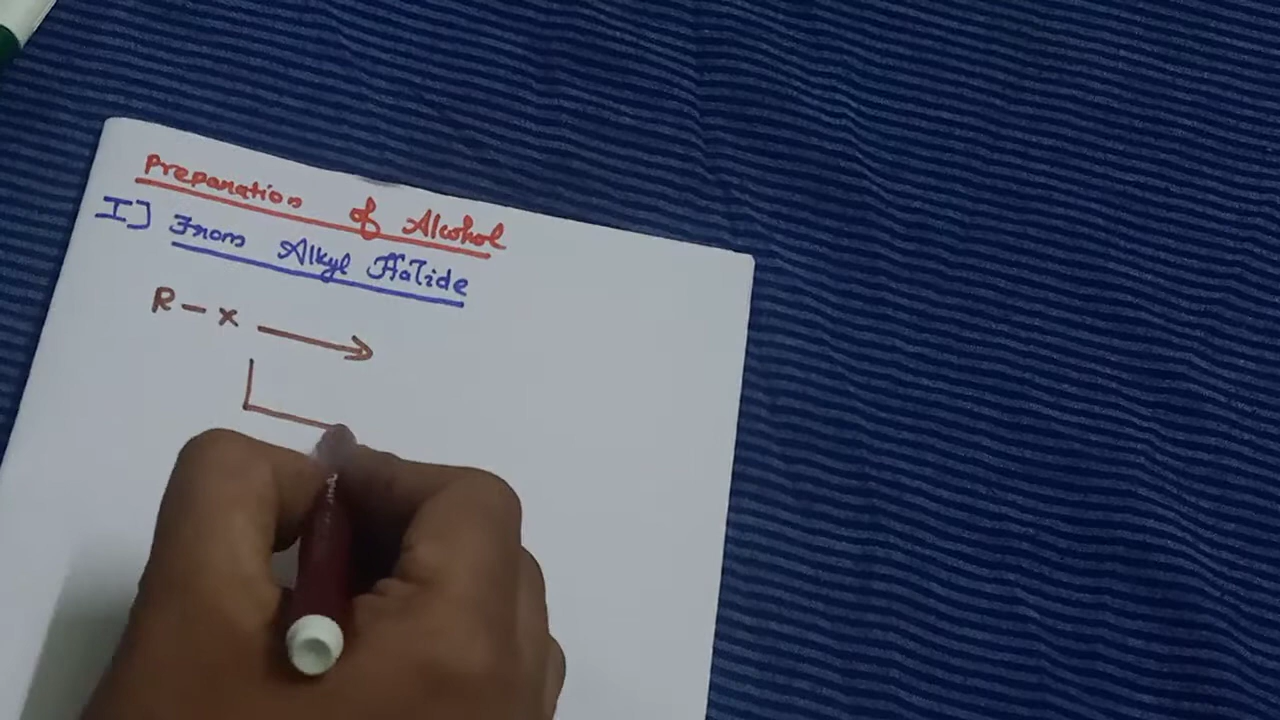 Preparation of Alcohol
I] From Alkyl Halide
R - x ⟶